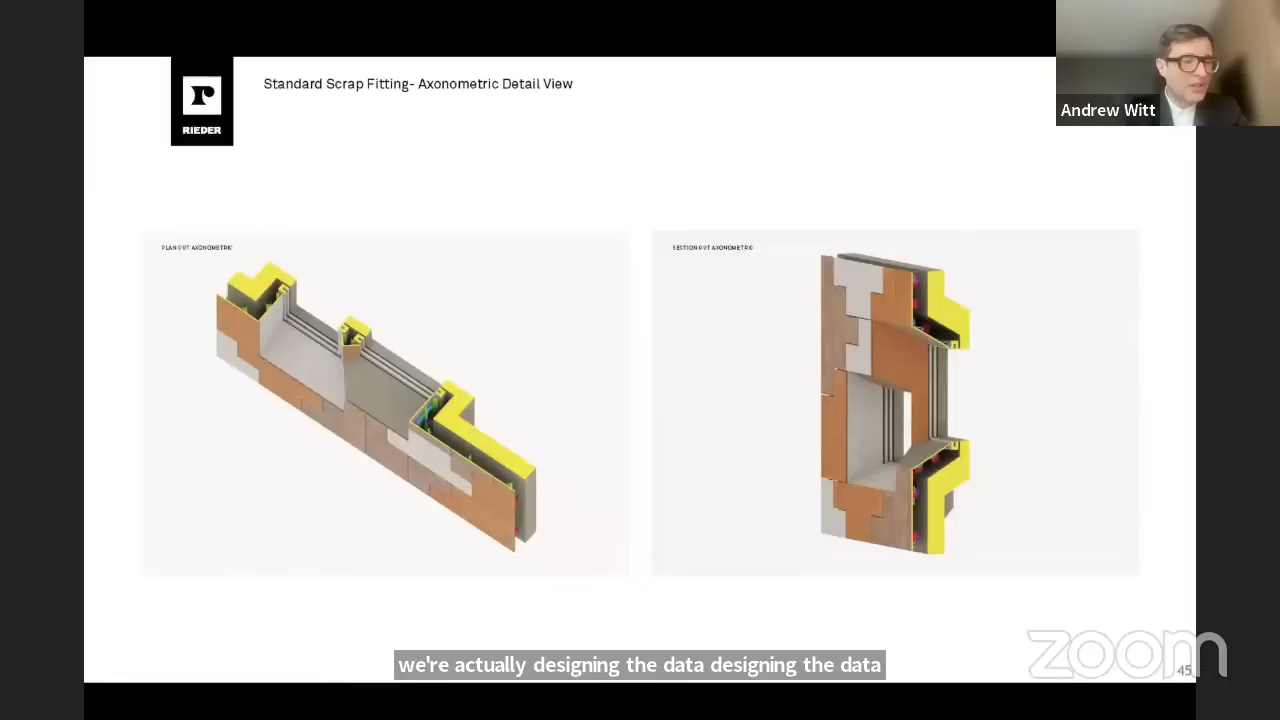 r
RIEDER
Standard Scrap Fitting- Axonometric Detail View
Andrew Witt
PLAN CUT AXONOMETRIC
SECTION CUT AXONOMETRIC
we're actually designing the data designing the data
zoom
45